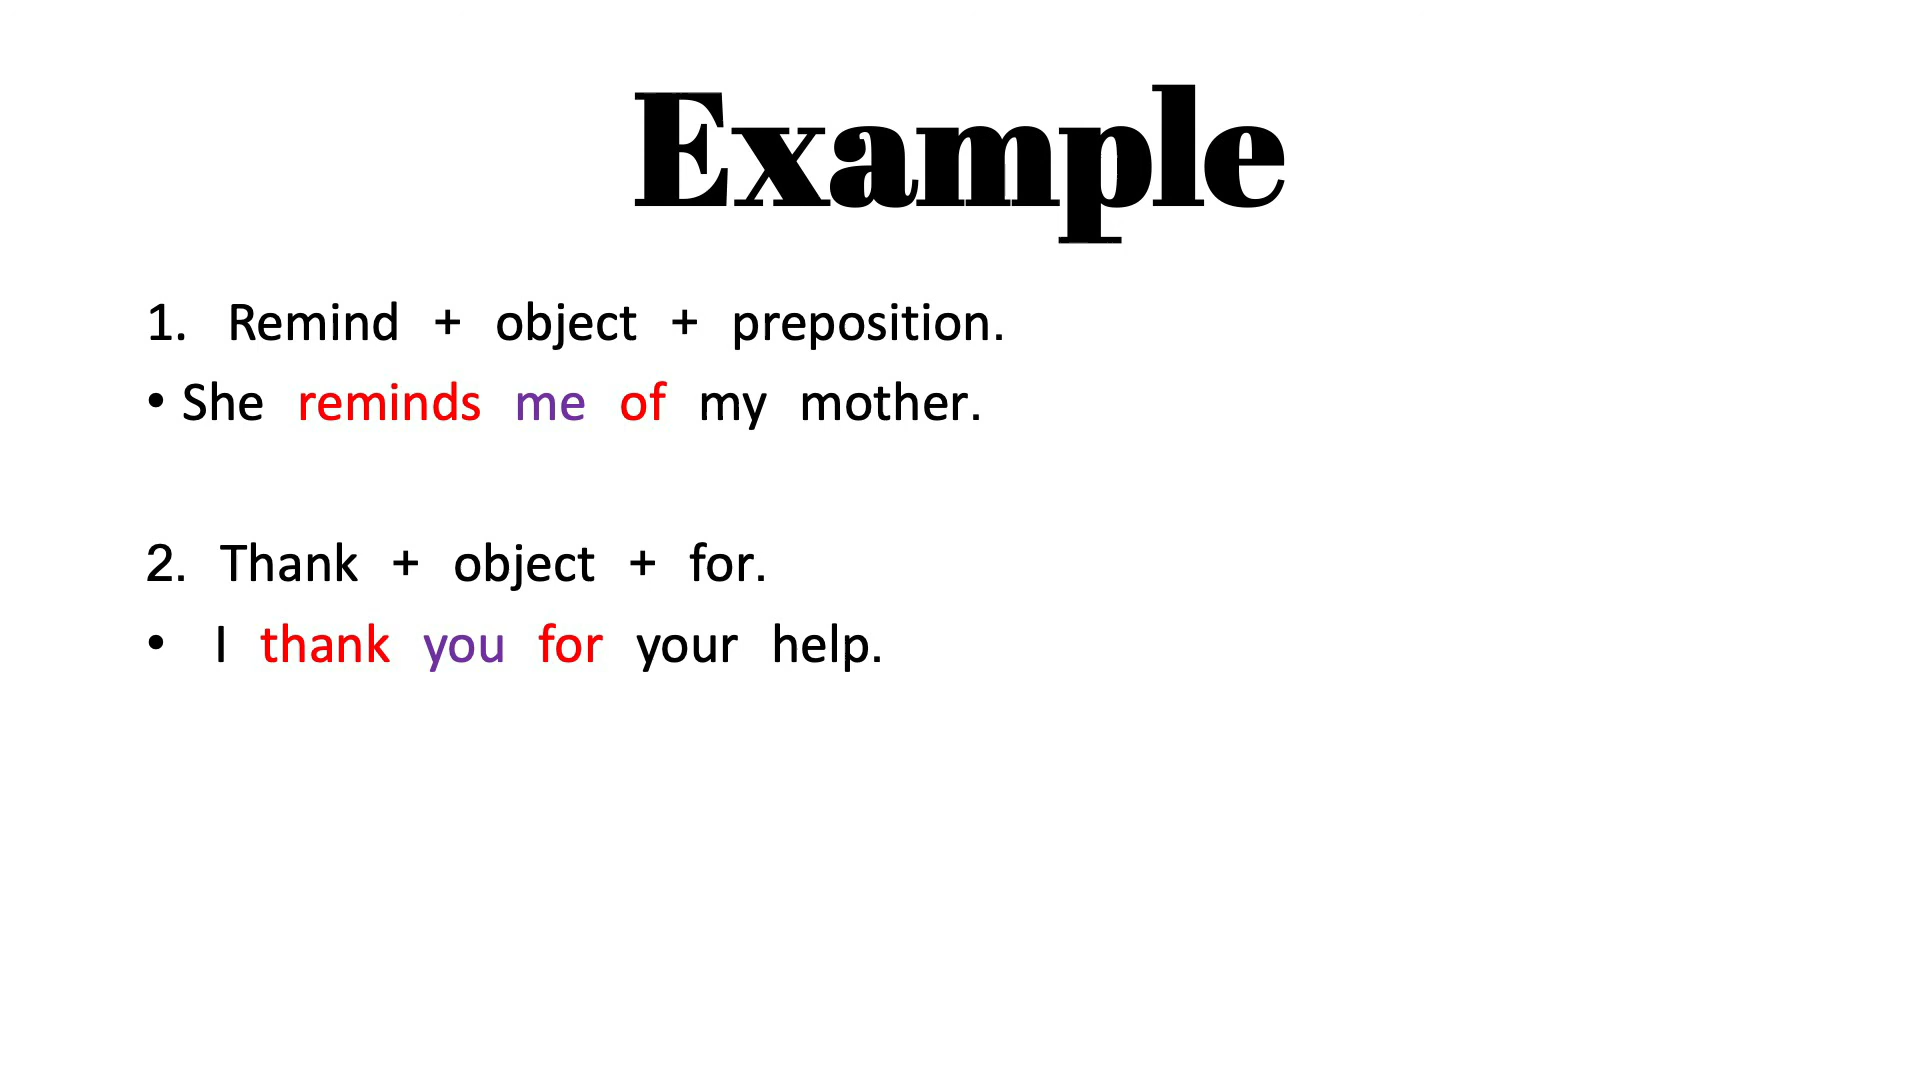 Example
1. Remind + object + preposition.
• She reminds me of my mother.
2. Thank + object + for.
• I thank you for your help.